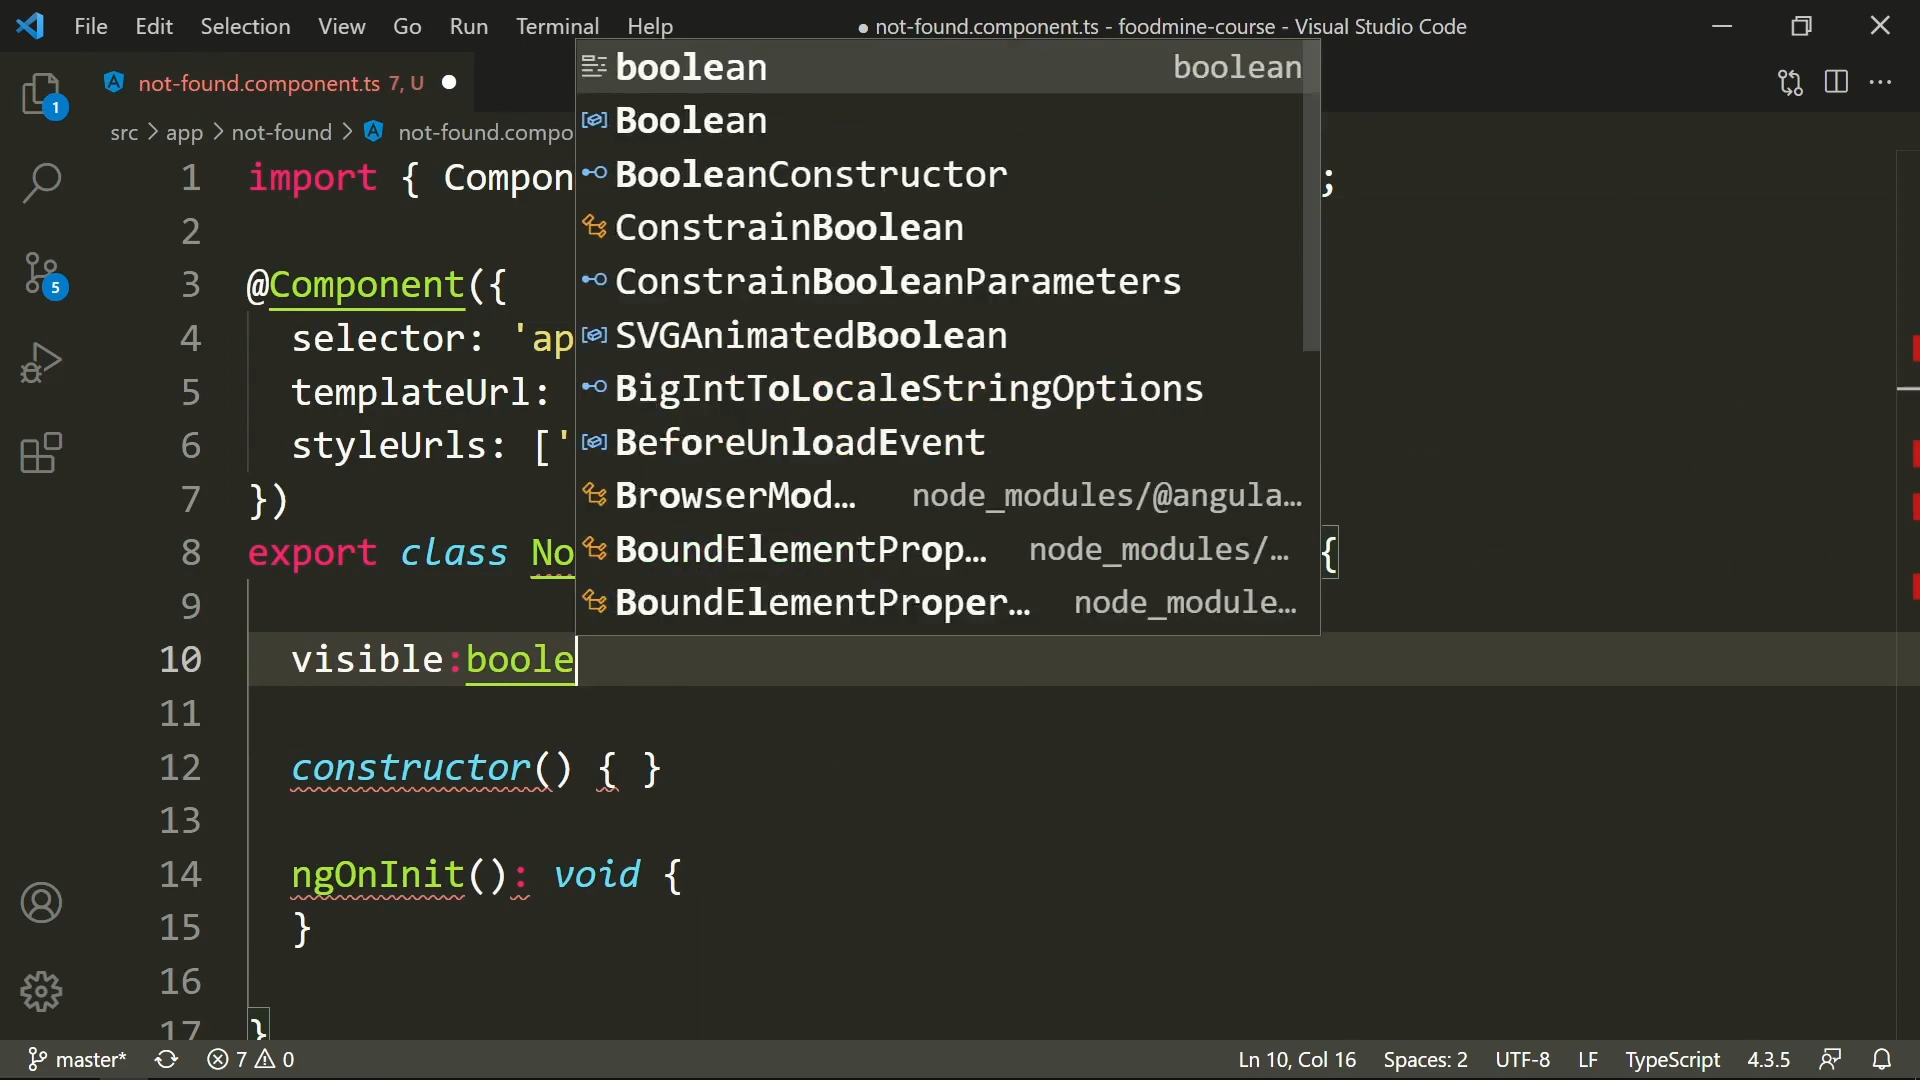 File Edit Selection View Go Run Terminal Help ● not-found.component.ts - foodmine-course - Visual Studio Code
not-found.component.ts 7, U
src > app > not-found > not-found.compo
1 import { Compon ;
2
3 @Component({
4 selector: 'ap
5 templateUrl:
6 styleUrls: ['
7 })
8 export class No {
9
10 visible:boole
11
12 constructor() { }
13
14 ngOnInit(): void {
15 }
16
17 }
boolean boolean
Boolean
BooleanConstructor
ConstrainBoolean
ConstrainBooleanParameters
SVGAnimatedBoolean
BigIntToLocaleStringOptions
BeforeUnloadEvent
BrowserMod… node_modules/@angula…
BoundElementProp… node_modules/…
BoundElementProper… node_module…
1
5
master* 7 0 Ln 10, Col 16 Spaces: 2 UTF-8 LF TypeScript 4.3.5